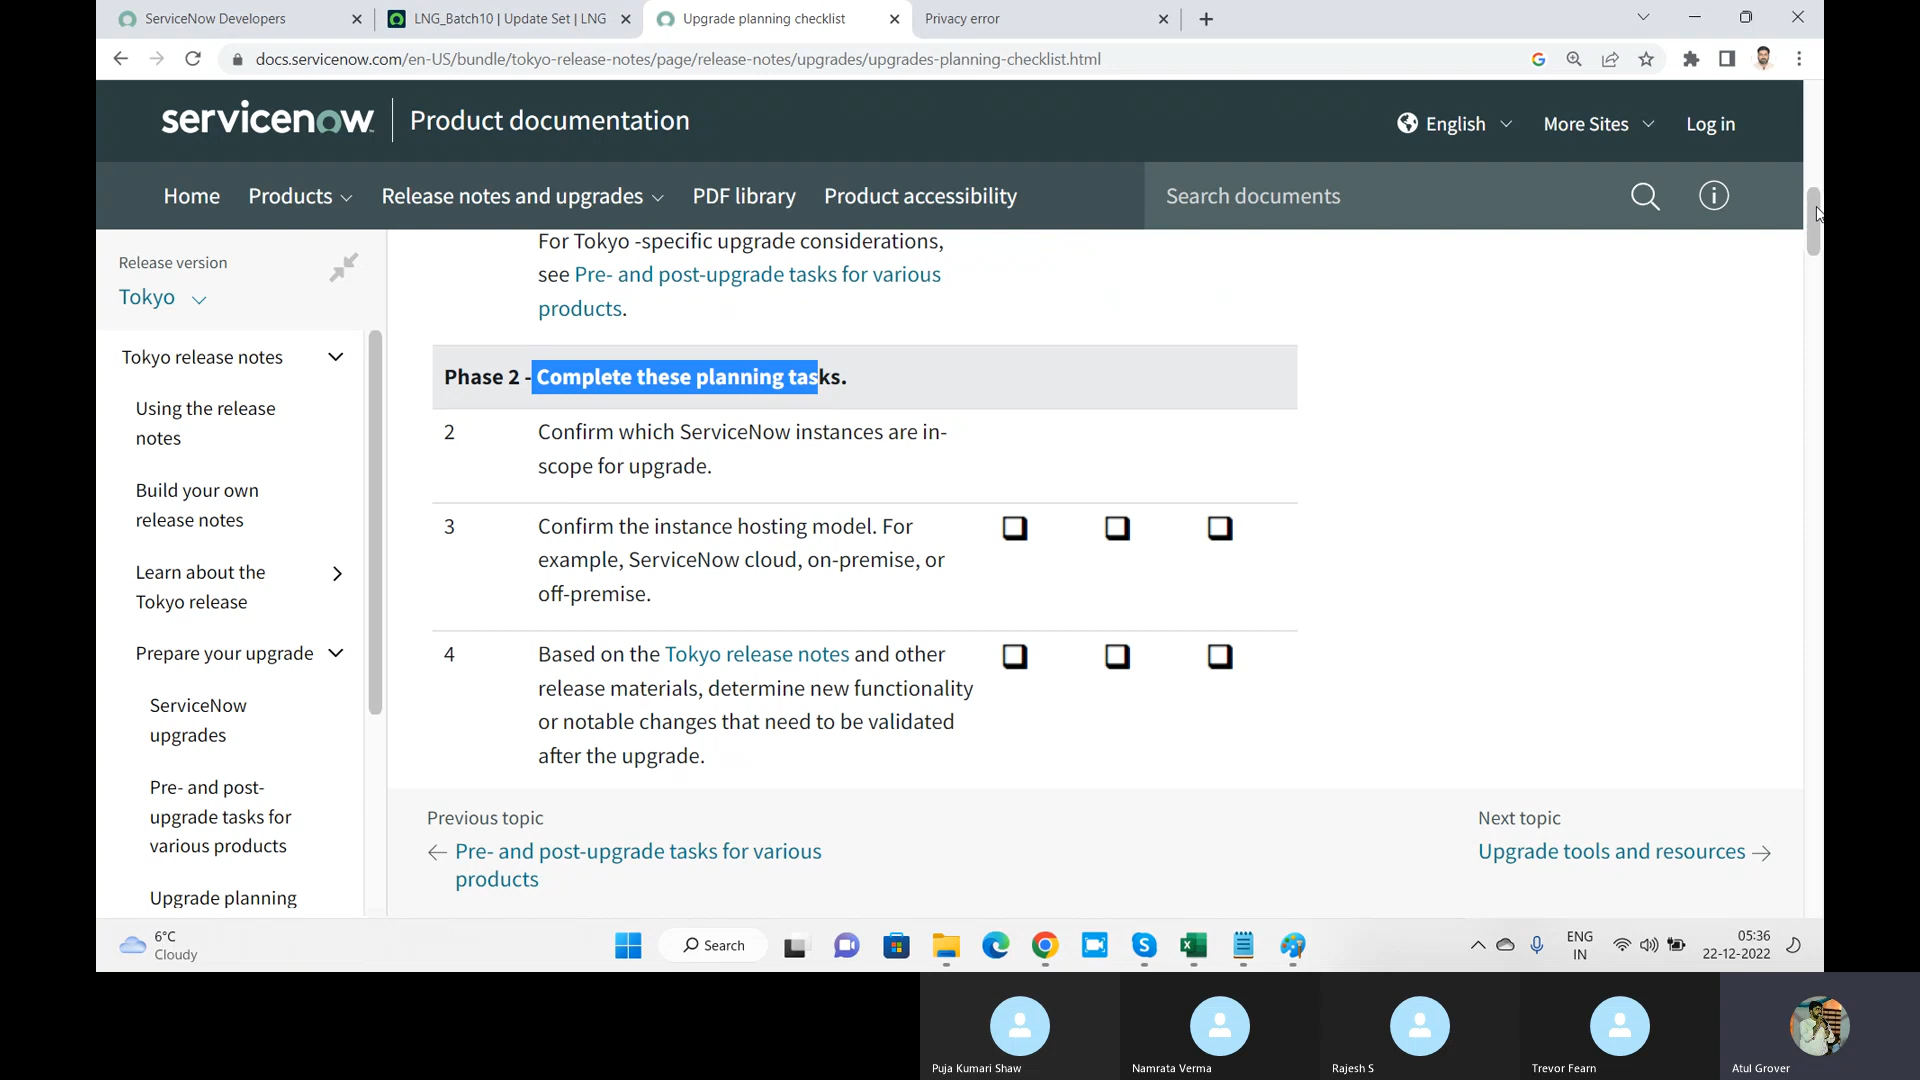 ServiceNow Developers
LNG_Batch10 | Update Set | LNG
Upgrade planning checklist
Privacy error
docs.servicenow.com/en-US/bundle/tokyo-release-notes/page/release-notes/upgrades/upgrades-planning-checklist.html
servicenow
Product documentation
English
More Sites
Log in
Home
Products
Release notes and upgrades
PDF library
Product accessibility
Search documents
Release version
Tokyo
Tokyo release notes
Using the release
notes
Build your own
release notes
Learn about the
Tokyo release
Prepare your upgrade
ServiceNow
upgrades
Pre- and post-
upgrade tasks for
various products
Upgrade planning
For Tokyo -specific upgrade considerations,
see Pre- and post-upgrade tasks for various
products.
Phase 2 - Complete these planning tasks.
2 Confirm which ServiceNow instances are in-
scope for upgrade.
3 Confirm the instance hosting model. For
example, ServiceNow cloud, on-premise, or
off-premise.
4 Based on the Tokyo release notes and other
release materials, determine new functionality
or notable changes that need to be validated
after the upgrade.
Previous topic
Pre- and post-upgrade tasks for various
products
Next topic
Upgrade tools and resources
6°C
Cloudy
Search
ENG
IN
05:36
22-12-2022
Puja Kumari Shaw
Namrata Verma
Rajesh S
Trevor Fearn
Atul Grover